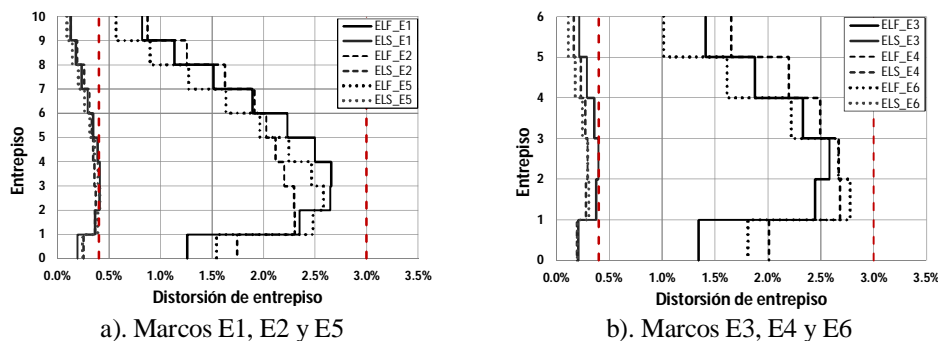 10
9
8
7
6
5
4
3
2
1
0
Entrepiso
0.0% 0.5% 1.0% 1.5% 2.0% 2.5% 3.0% 3.5%
Distorsión de entrepiso
ELF_E1
ELS_E1
ELF_E2
ELS_E2
ELF_E5
ELS_E5
a). Marcos E1, E2 y E5
6
5
4
3
2
1
0
Entrepiso
0.0% 0.5% 1.0% 1.5% 2.0% 2.5% 3.0% 3.5%
Distorsión de entrepiso
ELF_E3
ELS_E3
ELF_E4
ELS_E4
ELF_E6
ELS_E6
b). Marcos E3, E4 y E6